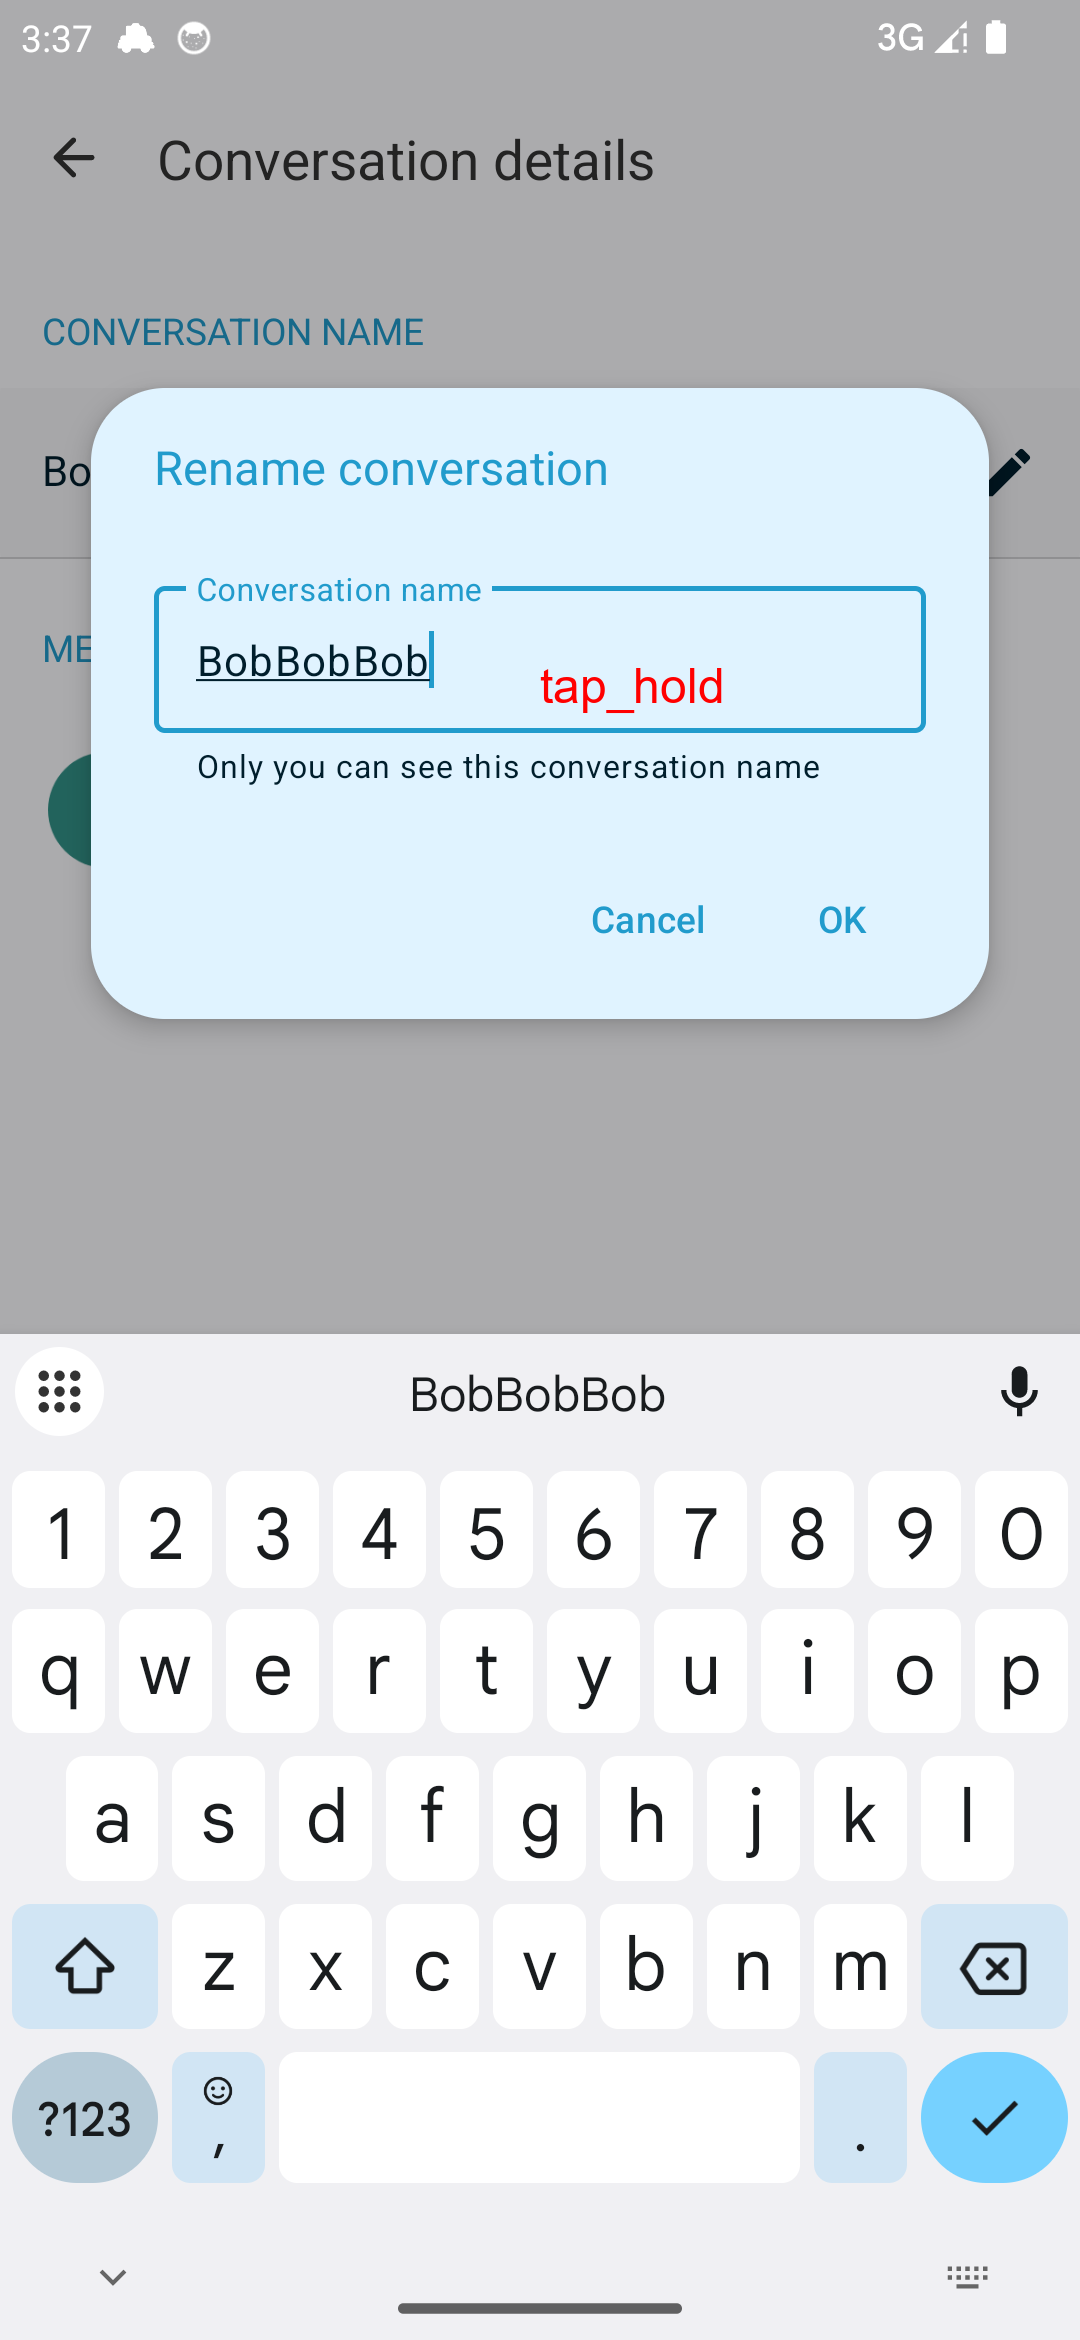 3:37
3G
Conversation details
CONVERSATION NAME
Bo
Rename conversation
Conversation name
BobBobBob
tap_hold
ME
Only you can see this conversation name
Cancel OK
BobBobBob
1 2 3 4 5 6 7 8 9 0
q w e r t y u i o p
a s d f g h j k l
z x c v b n m
?123 , .